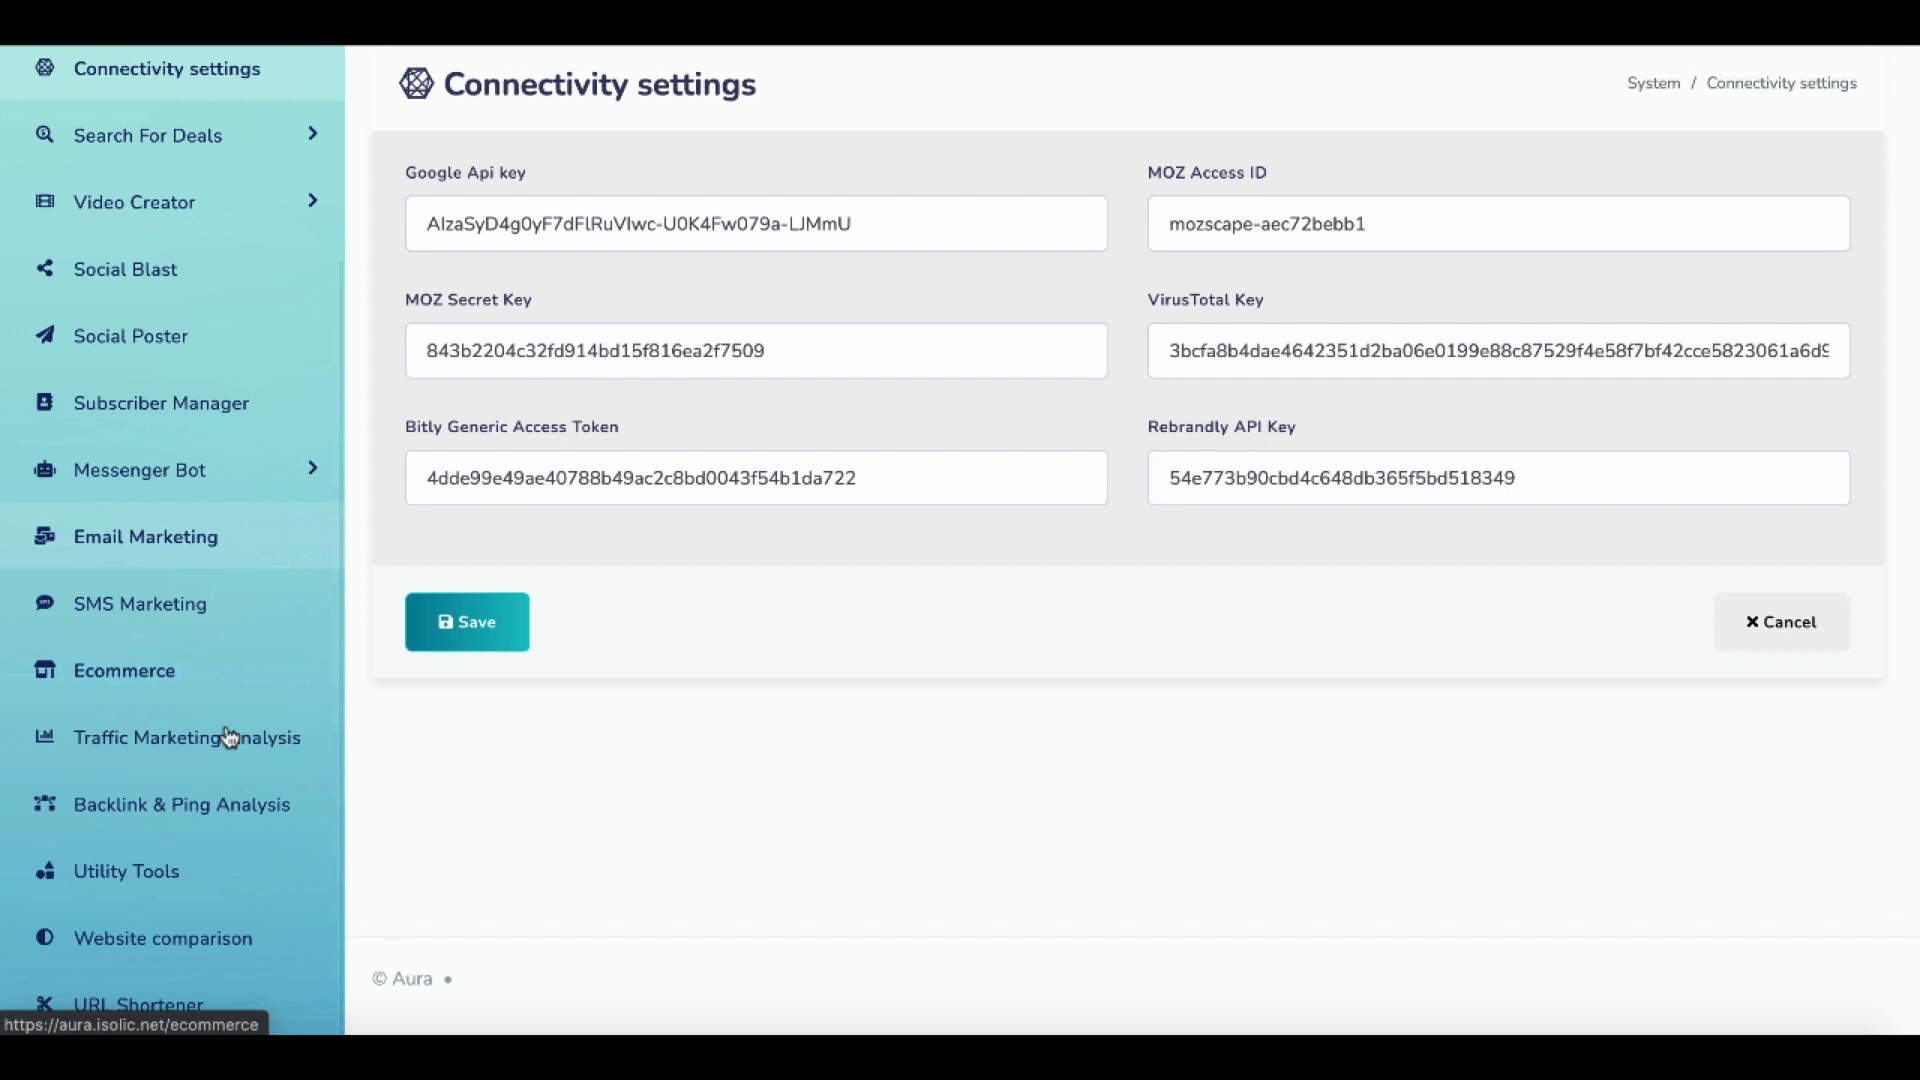 Connectivity settings
Search For Deals
Video Creator
Social Blast
Social Poster
Subscriber Manager
Messenger Bot
Email Marketing
SMS Marketing
Ecommerce
Traffic Marketing
Backlink & Ping Analysis
Utility Tools
Website comparison
URL Shortener
https://aura.isolic.net/ecommerce
Connectivity settings
System / Connectivity settings
Google Api key
AIzaSyD4g0yF7dFlRuVIwc-U0K4Fw079a-LJMmU
MOZ Access ID
mozscape-aec72bebb1
MOZ Secret Key
843b2204c32fd914bd15f816ea2f7509
VirusTotal Key
3bcfa8b4dae4642351d2ba06e0199e88c87529f4e58f7bf42cce5823061a6d9
Bitly Generic Access Token
4dde99e49ae40788b49ac2c8bd0043f54b1da722
Rebrandly API Key
54e773b90cbd4c648db365f5bd518349
Save
Cancel
© Aura •